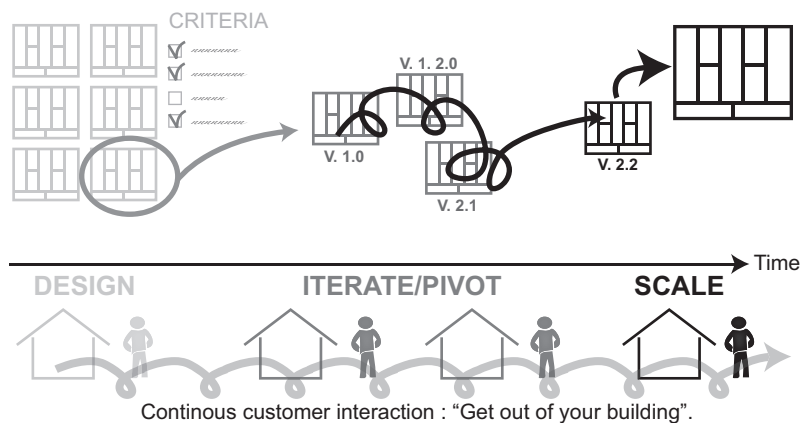 CRITERIA
V. 1. 2.0
V. 1.0
V. 2.1
V. 2.2
Time
DESIGN
ITERATE/PIVOT
SCALE
Continous customer interaction : “Get out of your building”.